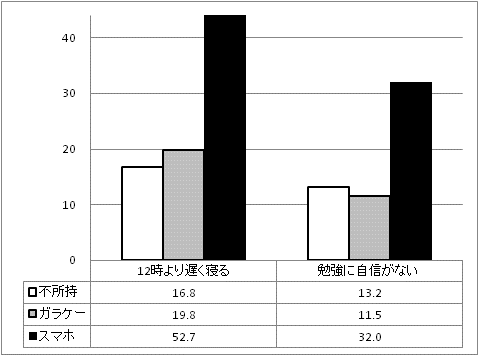 40
30
20
10
0
12時より遅く寝る 勉強に自信がない
不所持 16.8 13.2
ガラケー 19.8 11.5
スマホ 52.7 32.0